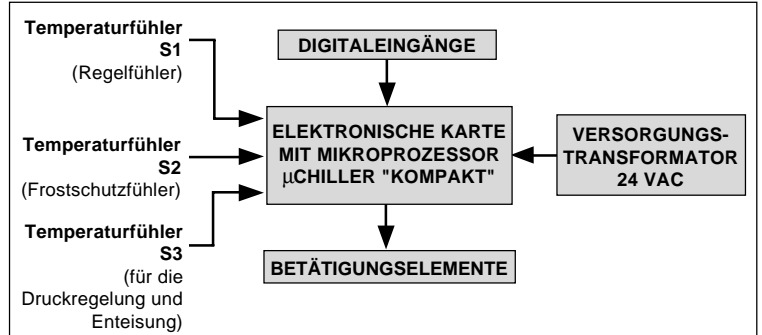 Temperaturfühler
S1
(Regelfühler)
Temperaturfühler
S2
(Frostschutzfühler)
Temperaturfühler
S3
(für die
Druckregelung und
Enteisung)
DIGITALEINGÄNGE
ELEKTRONISCHE KARTE
MIT MIKROPROZESSOR
µCHILLER "KOMPAKT"
BETÄTIGUNGSELEMENTE
VERSORGUNGS-
TRANSFORMATOR
24 VAC